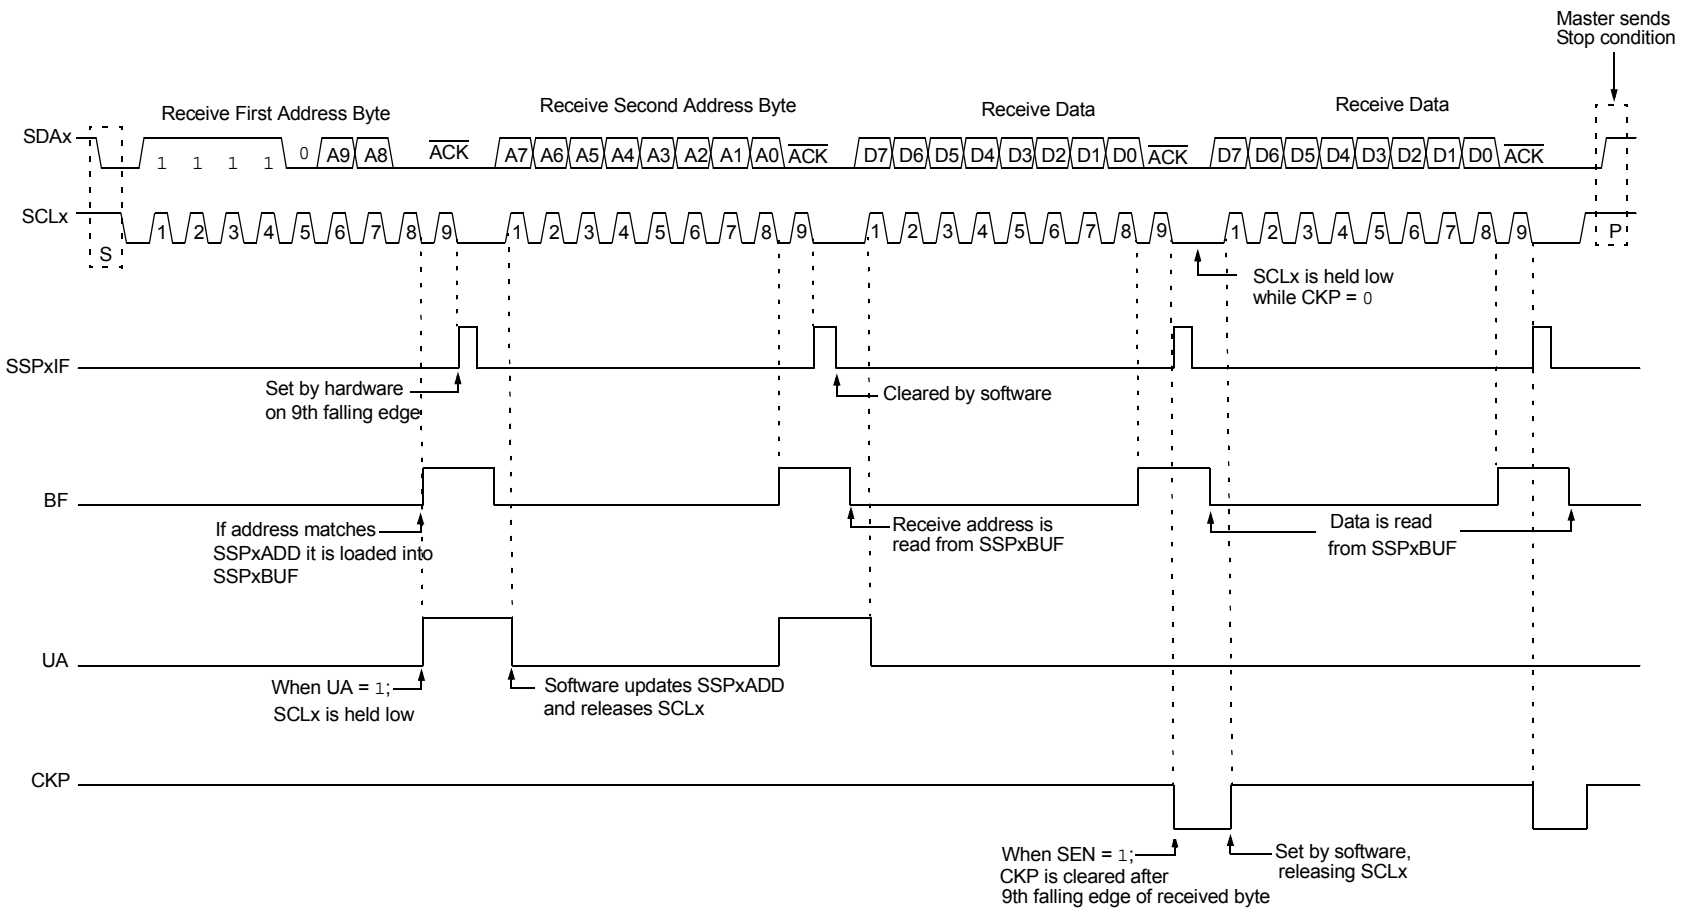 Master sends
Stop condition
Receive First Address Byte
Receive Second Address Byte
Receive Data
Receive Data
SDAx
1 1 1 1 0 A9 A8 ACK A7 A6 A5 A4 A3 A2 A1 A0 ACK D7 D6 D5 D4 D3 D2 D1 D0 ACK D7 D6 D5 D4 D3 D2 D1 D0 ACK
SCLx
S 1 2 3 4 5 6 7 8 9 1 2 3 4 5 6 7 8 9 1 2 3 4 5 6 7 8 9 1 2 3 4 5 6 7 8 9 P
SCLx is held low
while CKP = 0
SSPxIF
Set by hardware
on 9th falling edge
Cleared by software
BF
If address matches
SSPxADD it is loaded into
SSPxBUF
Receive address is
read from SSPxBUF
Data is read
from SSPxBUF
UA
When UA = 1;
SCLx is held low
Software updates SSPxADD
and releases SCLx
CKP
When SEN = 1;
CKP is cleared after
9th falling edge of received byte
Set by software,
releasing SCLx